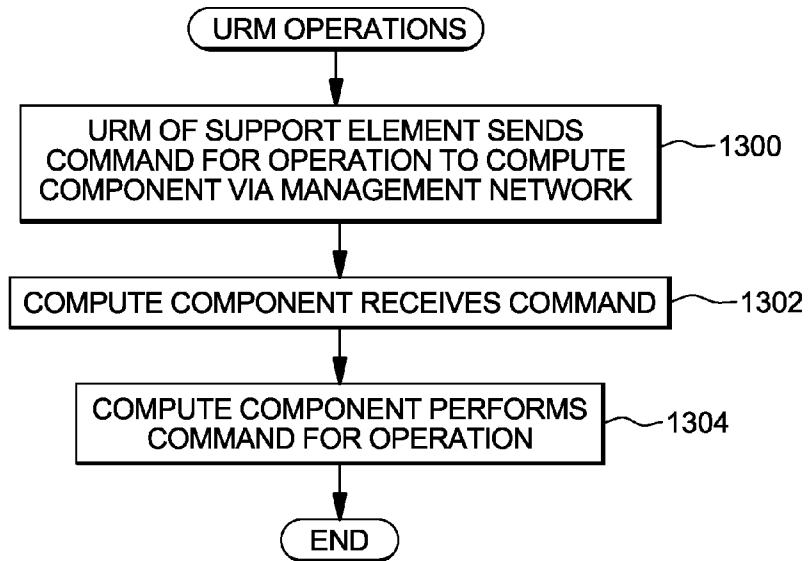 URM OPERATIONS
URM OF SUPPORT ELEMENT SENDS
COMMAND FOR OPERATION TO COMPUTE
COMPONENT VIA MANAGEMENT NETWORK
1300
COMPUTE COMPONENT RECEIVES COMMAND
1302
COMPUTE COMPONENT PERFORMS
COMMAND FOR OPERATION
1304
END